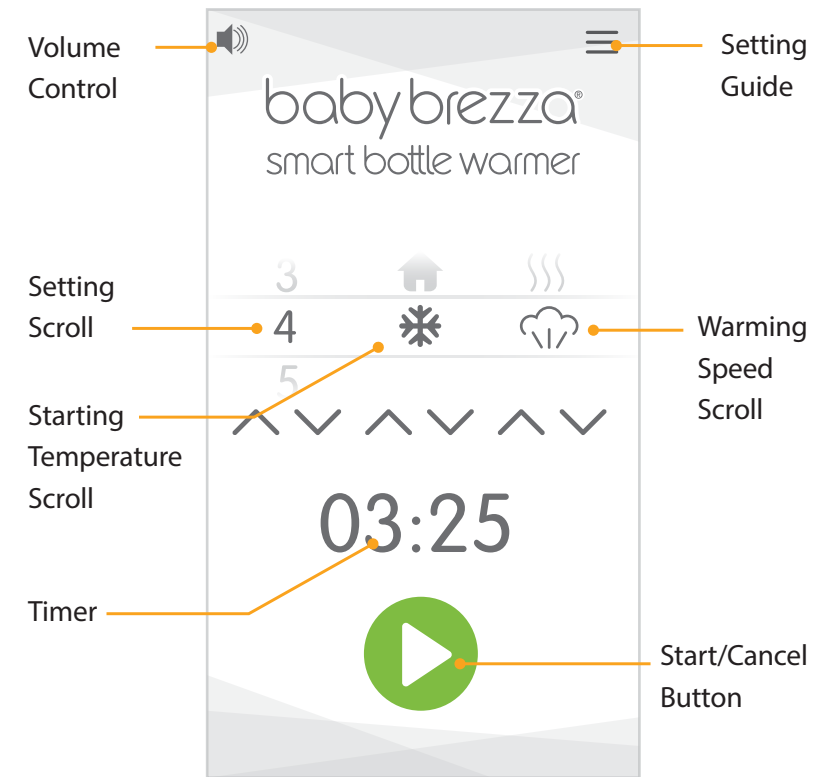 Volume
Control
Setting
Guide
baby brezza®
smart bottle warmer
3
Setting
Scroll
4
Warming
Speed
Scroll
5
Starting
Temperature
Scroll
03:25
Timer
Start/Cancel
Button